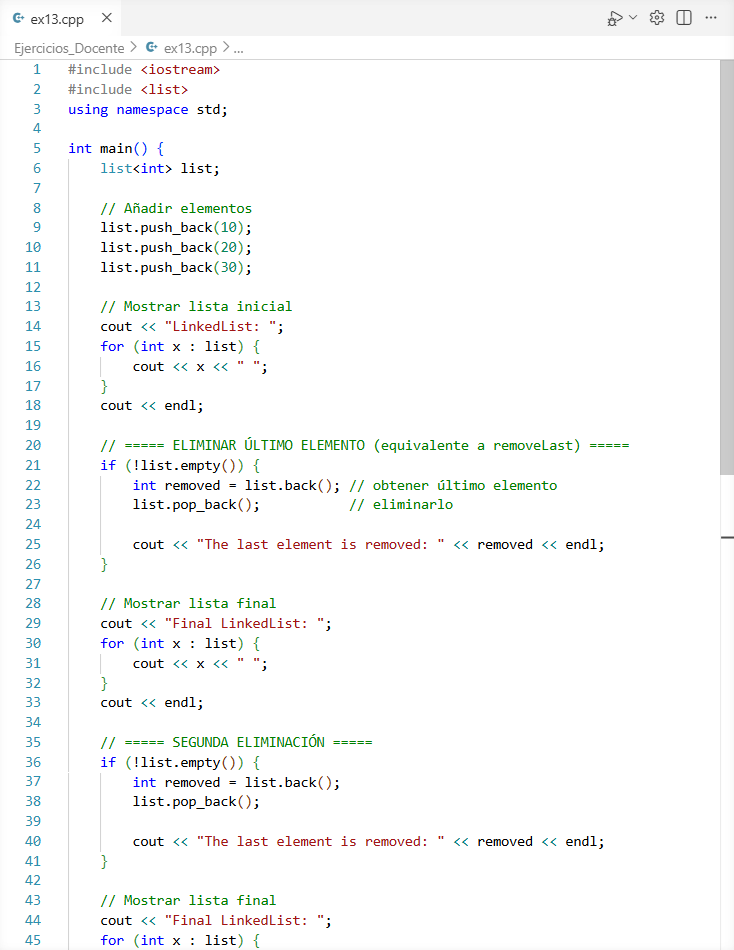 ex13.cpp
Ejercicios_Docente > ex13.cpp > ...
1 #include <iostream>
2 #include <list>
3 using namespace std;
4
5 int main() {
6     list<int> list;
7
8     // Añadir elementos
9     list.push_back(10);
10     list.push_back(20);
11     list.push_back(30);
12
13     // Mostrar lista inicial
14     cout << "LinkedList: ";
15     for (int x : list) {
16         cout << x << " ";
17     }
18     cout << endl;
19
20     // ===== ELIMINAR ÚLTIMO ELEMENTO (equivalente a removeLast) =====
21     if (!list.empty()) {
22         int removed = list.back(); // obtener último elemento
23         list.pop_back();           // eliminarlo
24
25         cout << "The last element is removed: " << removed << endl;
26     }
27
28     // Mostrar lista final
29     cout << "Final LinkedList: ";
30     for (int x : list) {
31         cout << x << " ";
32     }
33     cout << endl;
34
35     // ===== SEGUNDA ELIMINACIÓN =====
36     if (!list.empty()) {
37         int removed = list.back();
38         list.pop_back();
39
40         cout << "The last element is removed: " << removed << endl;
41     }
42
43     // Mostrar lista final
44     cout << "Final LinkedList: ";
45     for (int x : list) {